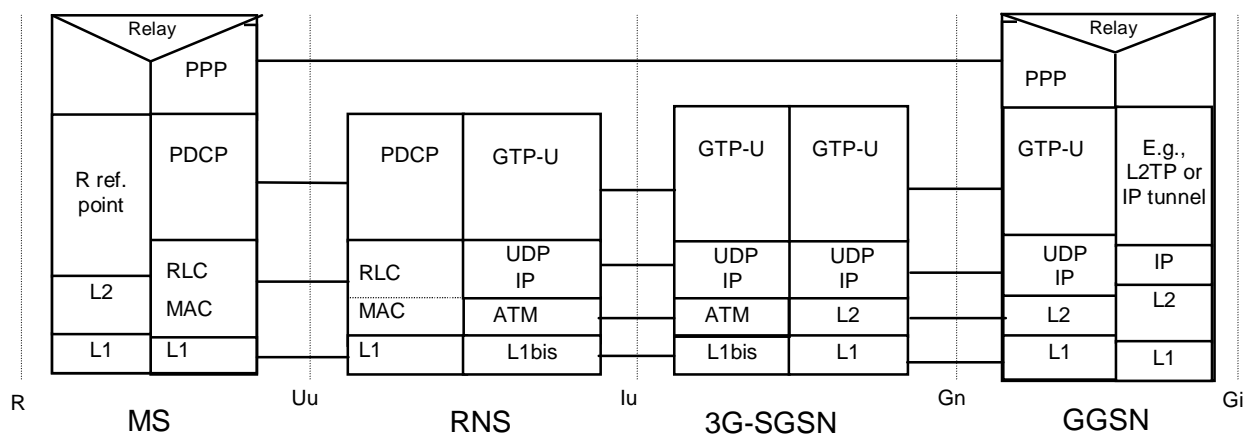 Relay
Relay
PPP
PPP
R ref.
point
PDCP
PDCP
GTP-U
GTP-U
GTP-U
GTP-U
E.g.,
L2TP or
IP tunnel
RLC
MAC
RLC
MAC
UDP
IP
UDP
IP
UDP
IP
UDP
IP
IP
L2
ATM
ATM
L2
L2
L2
L1
L1
L1
L1bis
L1bis
L1
L1
L1
R
Uu
Iu
Gn
Gi
MS
RNS
3G-SGSN
GGSN